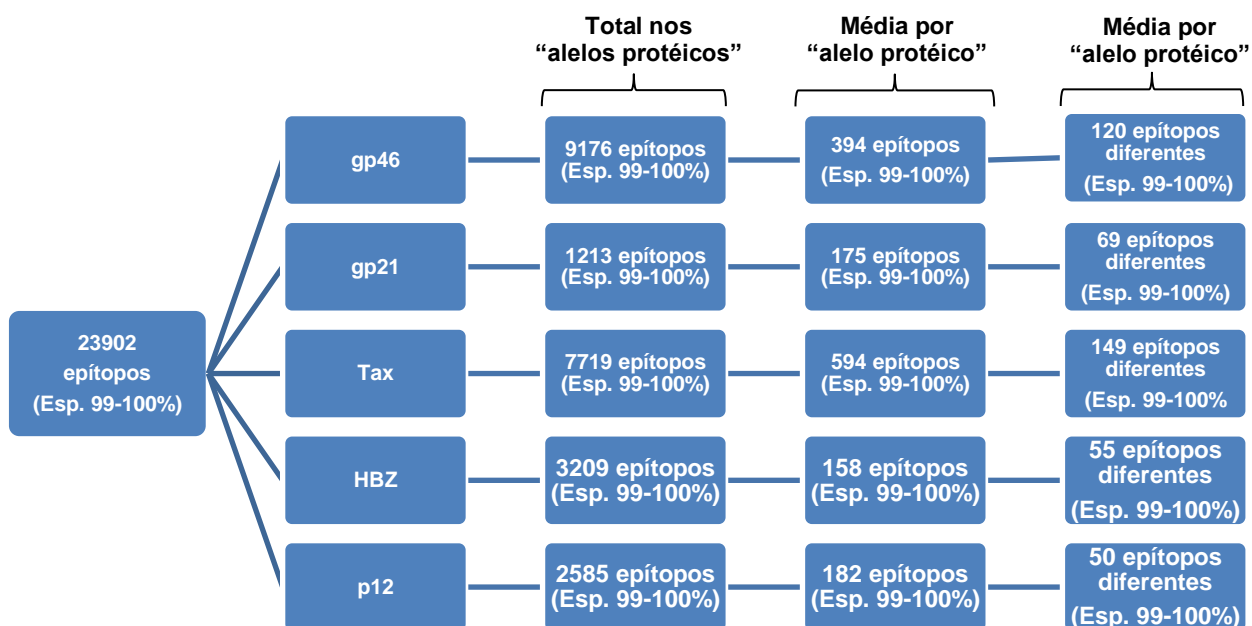 Total nos
“alelos protéicos”
Média por
“alelo protéico”
Média por
“alelo protéico”
23902
epítopos
(Esp. 99-100%)
gp46
9176 epítopos
(Esp. 99-100%)
394 epítopos
(Esp. 99-100%)
120 epítopos
diferentes
(Esp. 99-100%)
gp21
1213 epítopos
(Esp. 99-100%)
175 epítopos
(Esp. 99-100%)
69 epítopos
diferentes
(Esp. 99-100%)
Tax
7719 epítopos
(Esp. 99-100%)
594 epítopos
(Esp. 99-100%)
149 epítopos
diferentes
(Esp. 99-100%
HBZ
3209 epítopos
(Esp. 99-100%)
158 epítopos
(Esp. 99-100%)
55 epítopos
diferentes
(Esp. 99-100%)
p12
2585 epítopos
(Esp. 99-100%)
182 epítopos
(Esp. 99-100%)
50 epítopos
diferentes
(Esp. 99-100%)